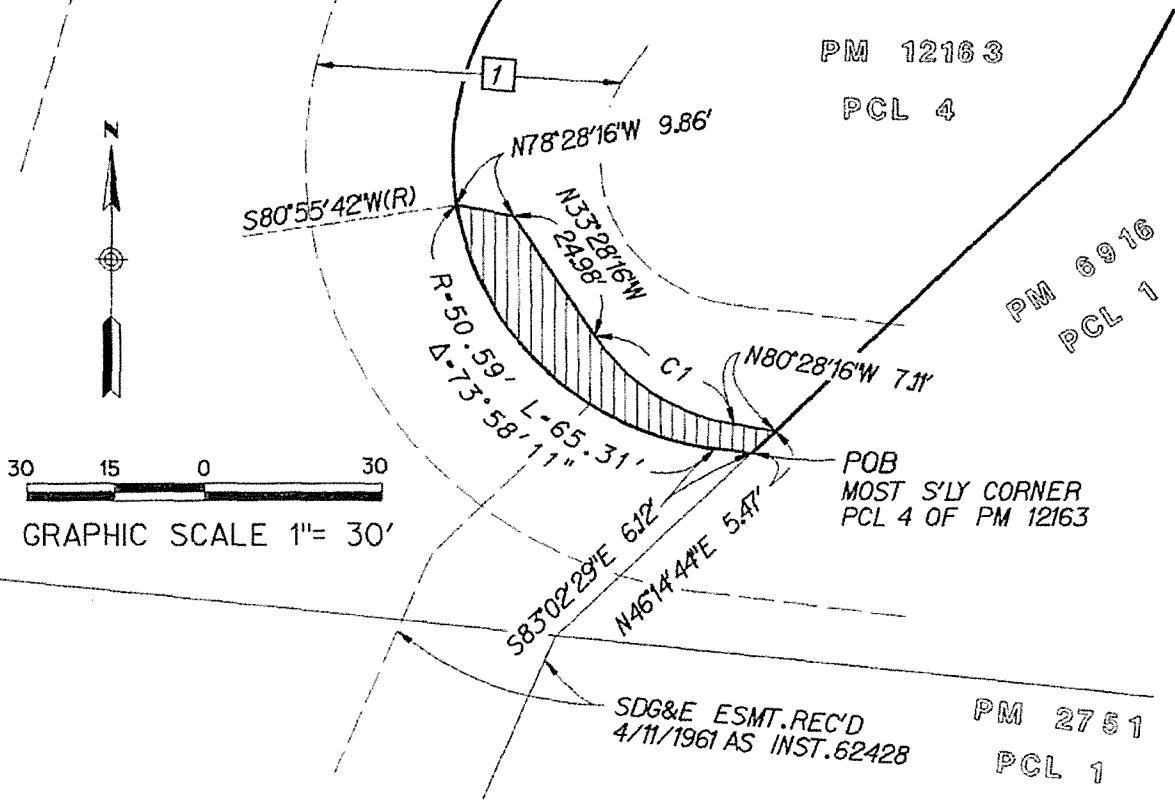 PM 12163
PCL 4
1
N
N78°28'16"W 9.86'
S80°55'42"W(R)
N33°28'16"W
24.98'
PM 6916
PCL 1
R=50.59' L=65.31'
Δ=73°58'11"
C1
N80°28'16"W 7.11'
30 15 0 30
GRAPHIC SCALE 1"= 30'
POB
MOST S'LY CORNER
PCL 4 OF PM 12163
S83°02'29"E 6.12'
N46°14'44"E 5.47'
SDG&E ESMT.REC'D
4/11/1961 AS INST.62428
PM 2751
PCL 1